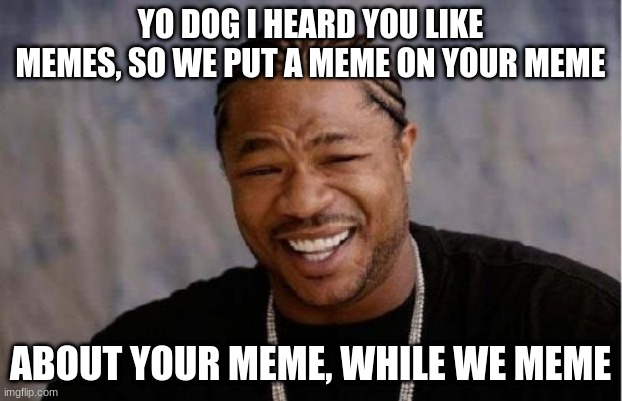 YO DOG I HEARD YOU LIKE
MEMES, SO WE PUT A MEME ON YOUR MEME
ABOUT YOUR MEME, WHILE WE MEME
imgflip.com